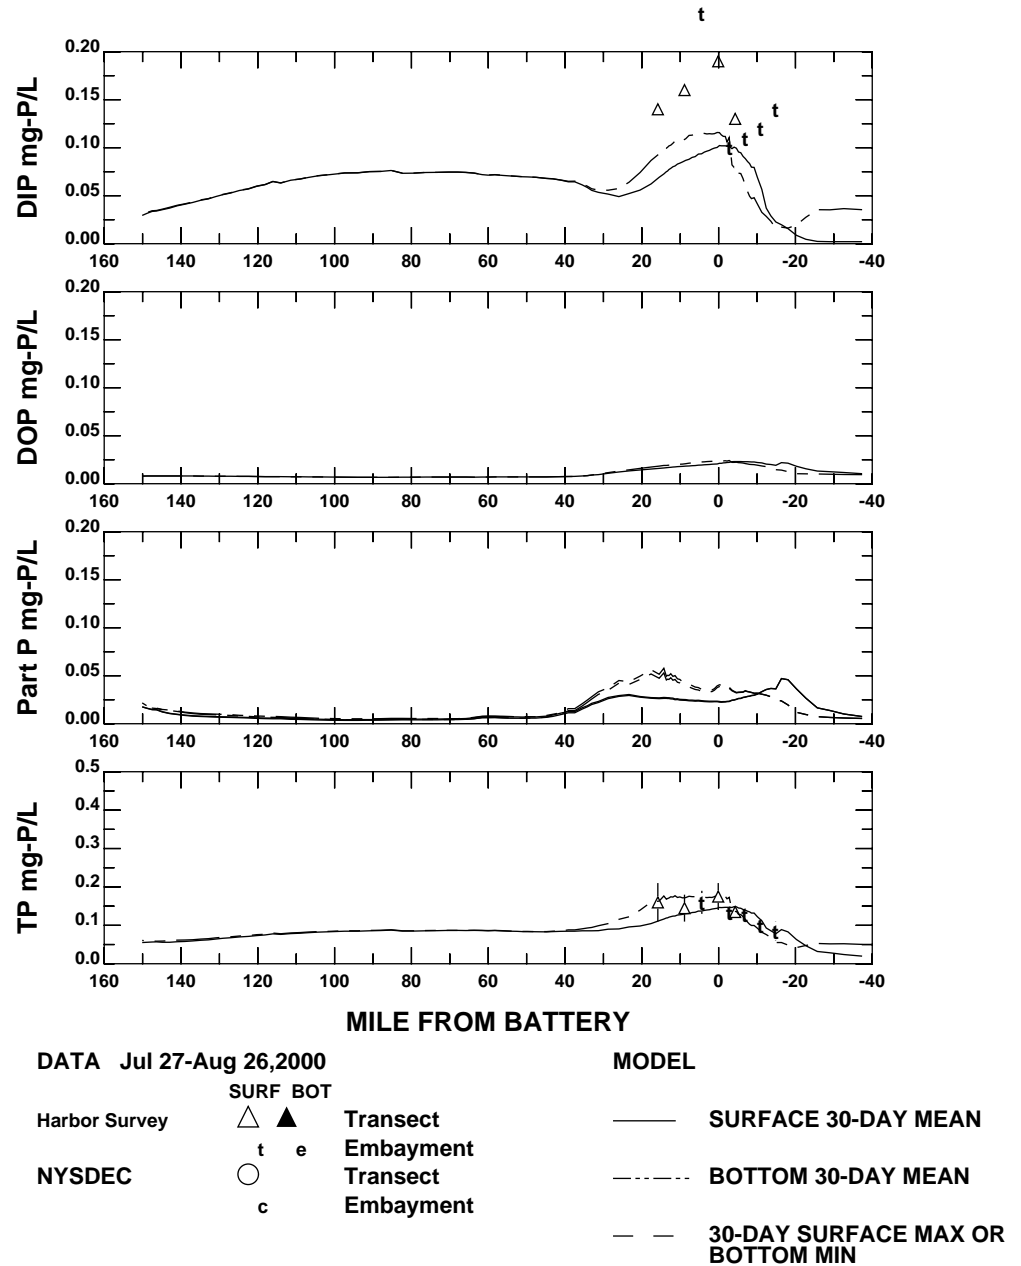 t
0.20
0.15
0.10
0.05
0.00
DIP mg-P/L
t
t
t
t
160 140 120 100 80 60 40 20 0 -20 -40
0.20
0.15
0.10
0.05
0.00
DOP mg-P/L
160 140 120 100 80 60 40 20 0 -20 -40
0.20
0.15
0.10
0.05
0.00
Part P mg-P/L
160 140 120 100 80 60 40 20 0 -20 -40
0.5
0.4
0.3
0.2
0.1
0.0
TP mg-P/L
t
t
t
t
t
160 140 120 100 80 60 40 20 0 -20 -40
MILE FROM BATTERY
DATA Jul 27-Aug 26,2000
SURF BOT
Harbor Survey Transect
t e Embayment
NYSDEC Transect
c Embayment
MODEL
SURFACE 30-DAY MEAN
BOTTOM 30-DAY MEAN
30-DAY SURFACE MAX OR
BOTTOM MIN